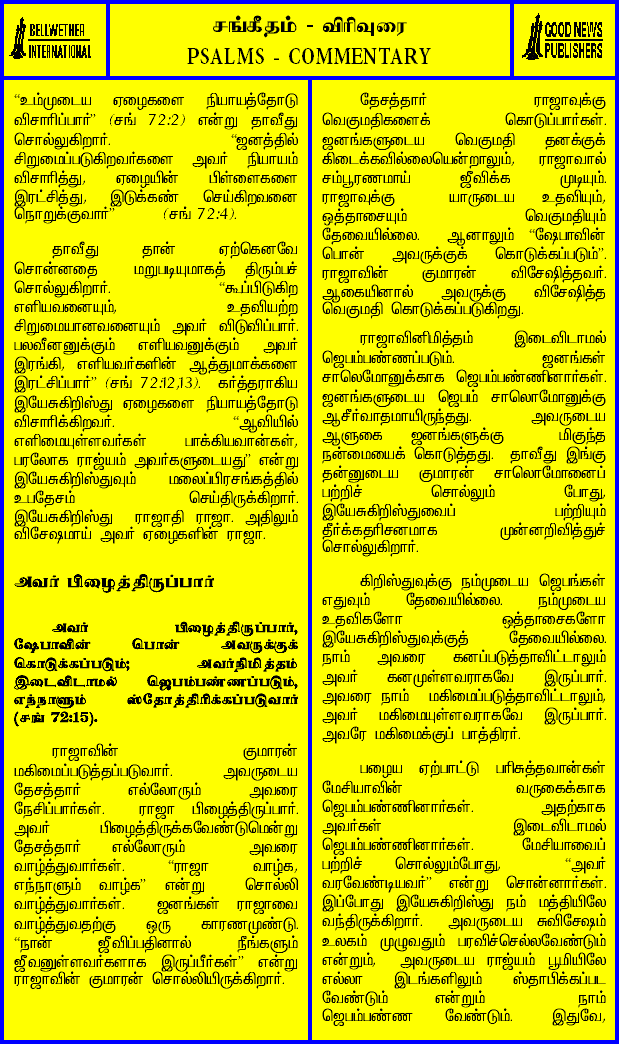 BELLWETHER
INTERNATIONAL
சங்கீதம் - விரிவுரை
PSALMS - COMMENTARY
GOOD NEWS
PUBLISHERS
“உம்முடைய ஏழைகளை நியாயத்தோடு
விசாரிப்பார்” (சங் 72:2) என்று தாவீது
சொல்லுகிறார். “ஜனத்தில்
சிறுமைப்படுகிறவர்களை அவர் நியாயம்
விசாரித்து, ஏழையின் பிள்ளைகளை
இரட்சித்து, இடுக்கண் செய்கிறவனை
நொறுக்குவார்” (சங் 72:4).
தாவீது தான் ஏற்கெனவே
சொன்னதை மறுபடியுமாகத் திரும்பச்
சொல்லுகிறார். “கூப்பிடுகிற
எளியவனையும், உதவியற்ற
சிறுமையானவனையும் அவர் விடுவிப்பார்.
பலவீனனுக்கும் எளியவனுக்கும் அவர்
இரங்கி, எளியவர்களின் ஆத்துமாக்களை
இரட்சிப்பார்” (சங் 72:12,13). கர்த்தராகிய
இயேசுகிறிஸ்து ஏழைகளை நியாயத்தோடு
விசாரிக்கிறவர். “ஆவியில்
எளிமையுள்ளவர்கள் பாக்கியவான்கள்,
பரலோக ராஜ்யம் அவர்களுடையது” என்று
இயேசுகிறிஸ்துவும் மலைப்பிரசங்கத்தில்
உபதேசம் செய்திருக்கிறார்.
இயேசுகிறிஸ்து ராஜாதி ராஜா. அதிலும்
விசேஷமாய் அவர் ஏழைகளின் ராஜா.
அவர் பிழைத்திருப்பார்
அவர் பிழைத்திருப்பார்,
ஷேபாவின் பொன் அவருக்குக்
கொடுக்கப்படும்; அவர்நிமித்தம்
இடைவிடாமல் ஜெபம்பண்ணப்படும்,
எந்நாளும் ஸ்தோத்திரிக்கப்படுவார்
(சங் 72:15).
ராஜாவின் குமாரன்
மகிமைப்படுத்தப்படுவார். அவருடைய
தேசத்தார் எல்லோரும் அவரை
நேசிப்பார்கள். ராஜா பிழைத்திருப்பார்.
அவர் பிழைத்திருக்கவேண்டுமென்று
தேசத்தார் எல்லோரும் அவரை
வாழ்த்துவார்கள். “ராஜா வாழ்க,
எந்நாளும் வாழ்க” என்று சொல்லி
வாழ்த்துவார்கள். ஜனங்கள் ராஜாவை
வாழ்த்துவதற்கு ஒரு காரணமுண்டு.
“நான் ஜீவிப்பதினால் நீங்களும்
ஜீவனுள்ளவர்களாக இருப்பீர்கள்” என்று
ராஜாவின் குமாரன் சொல்லியிருக்கிறார்.
தேசத்தார் ராஜாவுக்கு
வெகுமதிகளைக் கொடுப்பார்கள்.
ஜனங்களுடைய வெகுமதி தனக்குக்
கிடைக்கவில்லையென்றாலும், ராஜாவால்
சம்பூரணமாய் ஜீவிக்க முடியும்.
ராஜாவுக்கு யாருடைய உதவியும்,
ஒத்தாசையும் வெகுமதியும்
தேவையில்லை. ஆனாலும் “ஷேபாவின்
பொன் அவருக்குக் கொடுக்கப்படும்”.
ராஜாவின் குமாரன் விசேஷித்தவர்.
ஆகையினால் அவருக்கு விசேஷித்த
வெகுமதி கொடுக்கப்படுகிறது.
ராஜாவினிமித்தம் இடைவிடாமல்
ஜெபம்பண்ணப்படும். ஜனங்கள்
சாலெமோனுக்காக ஜெபம்பண்ணினார்கள்.
ஜனங்களுடைய ஜெபம் சாலொமோனுக்கு
ஆசீர்வாதமாயிருந்தது. அவருடைய
ஆளுகை ஜனங்களுக்கு மிகுந்த
நன்மையைக் கொடுத்தது. தாவீது இங்கு
தன்னுடைய குமாரன் சாலொமோனைப்
பற்றிச் சொல்லும் போது,
இயேசுகிறிஸ்துவைப் பற்றியும்
தீர்க்கதரிசனமாக முன்னறிவித்துச்
சொல்லுகிறார்.
கிறிஸ்துவுக்கு நம்முடைய ஜெபங்கள்
எதுவும் தேவையில்லை. நம்முடைய
உதவிகளோ ஒத்தாசைகளோ
இயேசுகிறிஸ்துவுக்குத் தேவையில்லை.
நாம் அவரை கனப்படுத்தாவிட்டாலும்
அவர் கனமுள்ளவராகவே இருப்பார்.
அவரை நாம் மகிமைப்படுத்தாவிட்டாலும்,
அவர் மகிமையுள்ளவராகவே இருப்பார்.
அவரே மகிமைக்குப் பாத்திரர்.
பழைய ஏற்பாட்டு பரிசுத்தவான்கள்
மேசியாவின் வருகைக்காக
ஜெபம்பண்ணினார்கள். அதற்காக
அவர்கள் இடைவிடாமல்
ஜெபம்பண்ணினார்கள். மேசியாவைப்
பற்றிச் சொல்லும்போது, “அவர்
வரவேண்டியவர்” என்று சொன்னார்கள்.
இப்போது இயேசுகிறிஸ்து நம் மத்தியிலே
வந்திருக்கிறார். அவருடைய சுவிசேஷம்
உலகம் முழுவதும் பரவிச்செல்லவேண்டும்
என்றும், அவருடைய ராஜ்யம் பூமியிலே
எல்லா இடங்களிலும் ஸ்தாபிக்கப்பட
வேண்டும் என்றும் நாம்
ஜெபம்பண்ண வேண்டும். இதுவே,